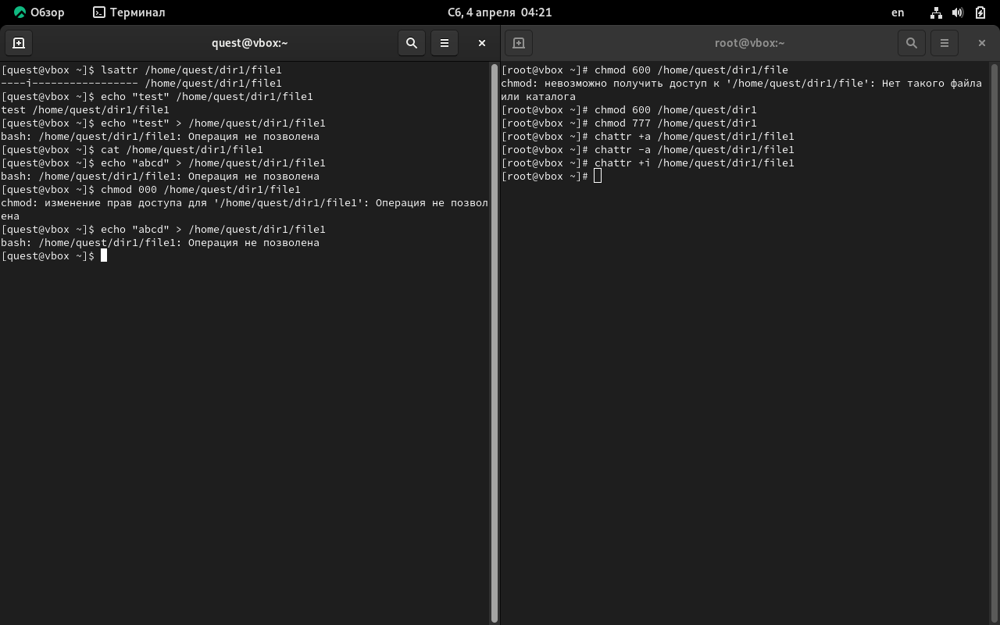 Обзор
Терминал
Сб, 4 апреля 04:21
en
quest@vbox:~
[quest@vbox ~]$ lsattr /home/quest/dir1/file1
----i----------------- /home/quest/dir1/file1
[quest@vbox ~]$ echo "test" /home/quest/dir1/file1
test /home/quest/dir1/file1
[quest@vbox ~]$ echo "test" > /home/quest/dir1/file1
bash: /home/quest/dir1/file1: Операция не позволена
[quest@vbox ~]$ cat /home/quest/dir1/file1
[quest@vbox ~]$ echo "abcd" > /home/quest/dir1/file1
bash: /home/quest/dir1/file1: Операция не позволена
[quest@vbox ~]$ chmod 000 /home/quest/dir1/file1
chmod: изменение прав доступа для '/home/quest/dir1/file1': Операция не позвол
ена
[quest@vbox ~]$ echo "abcd" > /home/quest/dir1/file1
bash: /home/quest/dir1/file1: Операция не позволена
[quest@vbox ~]$
root@vbox:~
[root@vbox ~]# chmod 600 /home/quest/dir1/file
chmod: невозможно получить доступ к '/home/quest/dir1/file': Нет такого файла
или каталога
[root@vbox ~]# chmod 600 /home/quest/dir1
[root@vbox ~]# chmod 777 /home/quest/dir1
[root@vbox ~]# chattr +a /home/quest/dir1/file1
[root@vbox ~]# chattr -a /home/quest/dir1/file1
[root@vbox ~]# chattr +i /home/quest/dir1/file1
[root@vbox ~]#